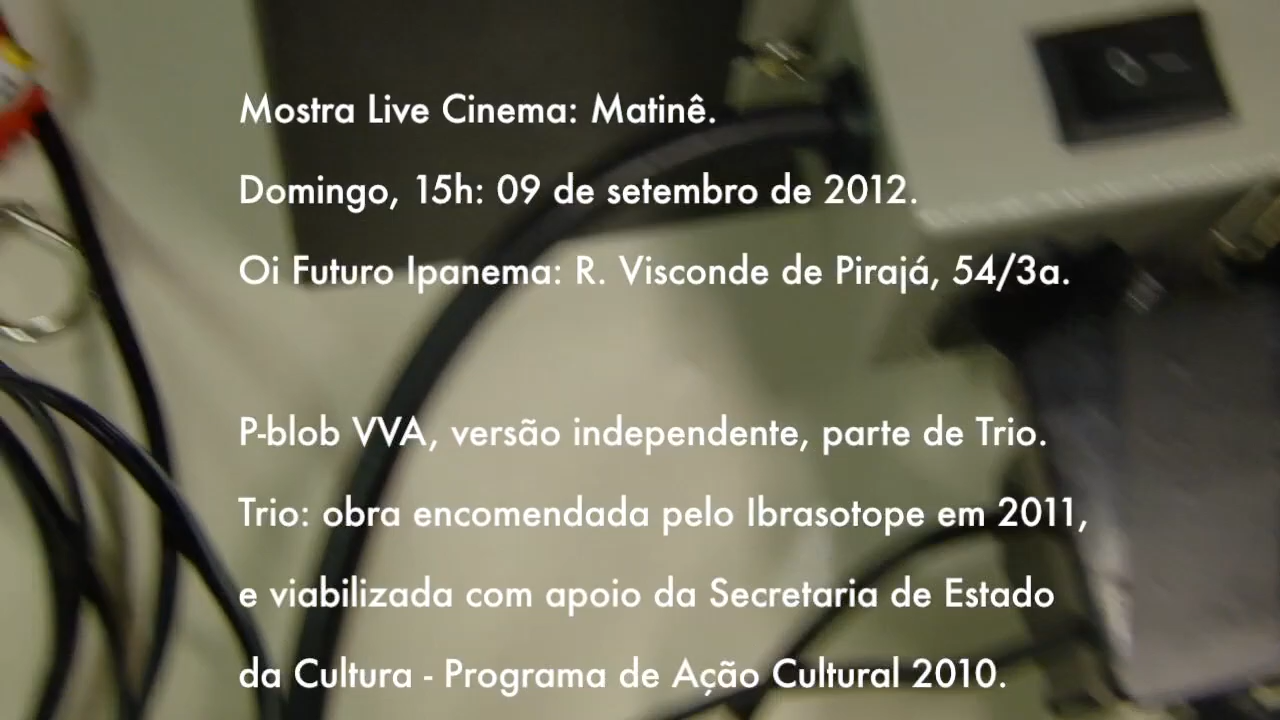 Mostra Live Cinema: Matinê.
Domingo, 15h: 09 de setembro de 2012.
Oi Futuro Ipanema: R. Visconde de Pirajá, 54/3a.
P-blob VVA, versão independente, parte de Trio.
Trio: obra encomendada pelo Ibrasotope em 2011,
e viabilizada com apoio da Secretaria de Estado
da Cultura - Programa de Ação Cultural 2010.